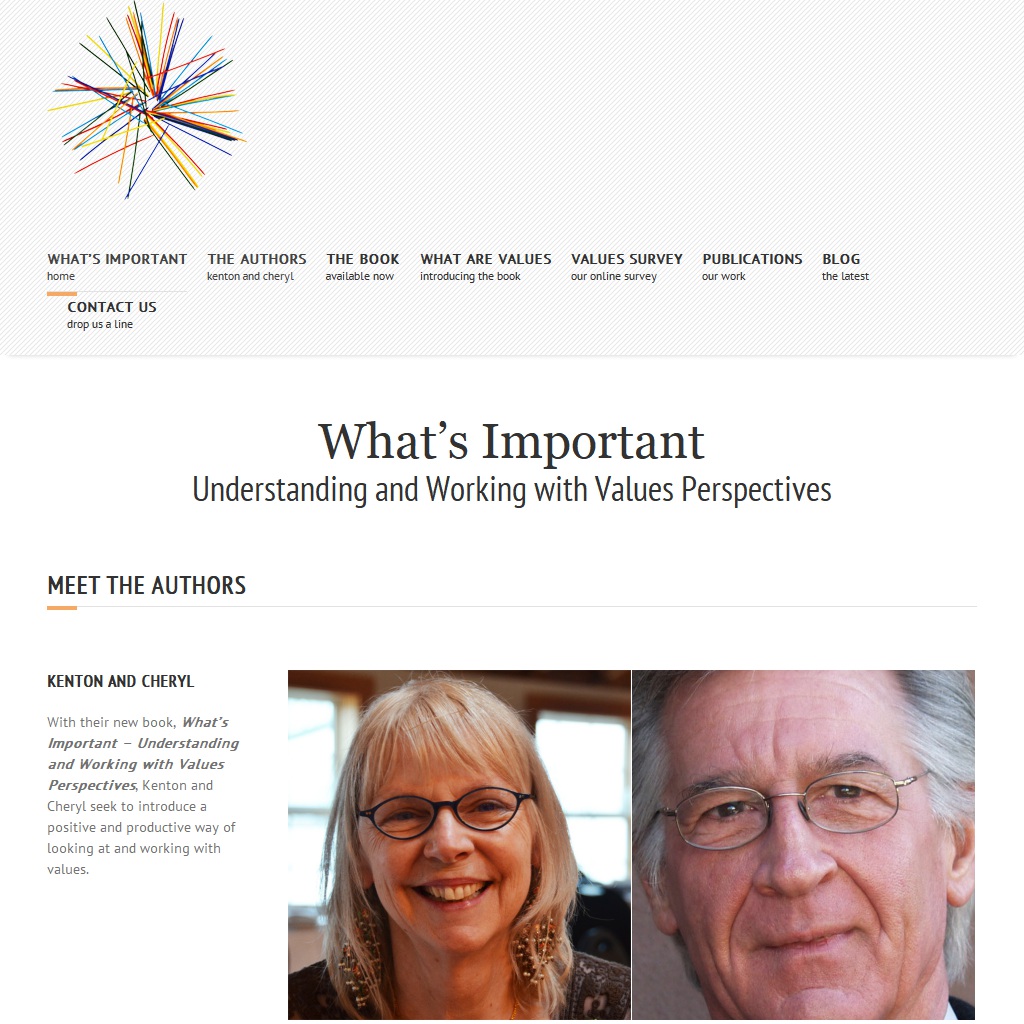 WHAT'S IMPORTANT
home
THE AUTHORS
kenton and cheryl
THE BOOK
available now
WHAT ARE VALUES
introducing the book
VALUES SURVEY
our online survey
PUBLICATIONS
our work
BLOG
the latest
CONTACT US
drop us a line
What’s Important
Understanding and Working with Values Perspectives
MEET THE AUTHORS
KENTON AND CHERYL
With their new book, What’s
Important – Understanding
and Working with Values
Perspectives, Kenton and
Cheryl seek to introduce a
positive and productive way of
looking at and working with
values.